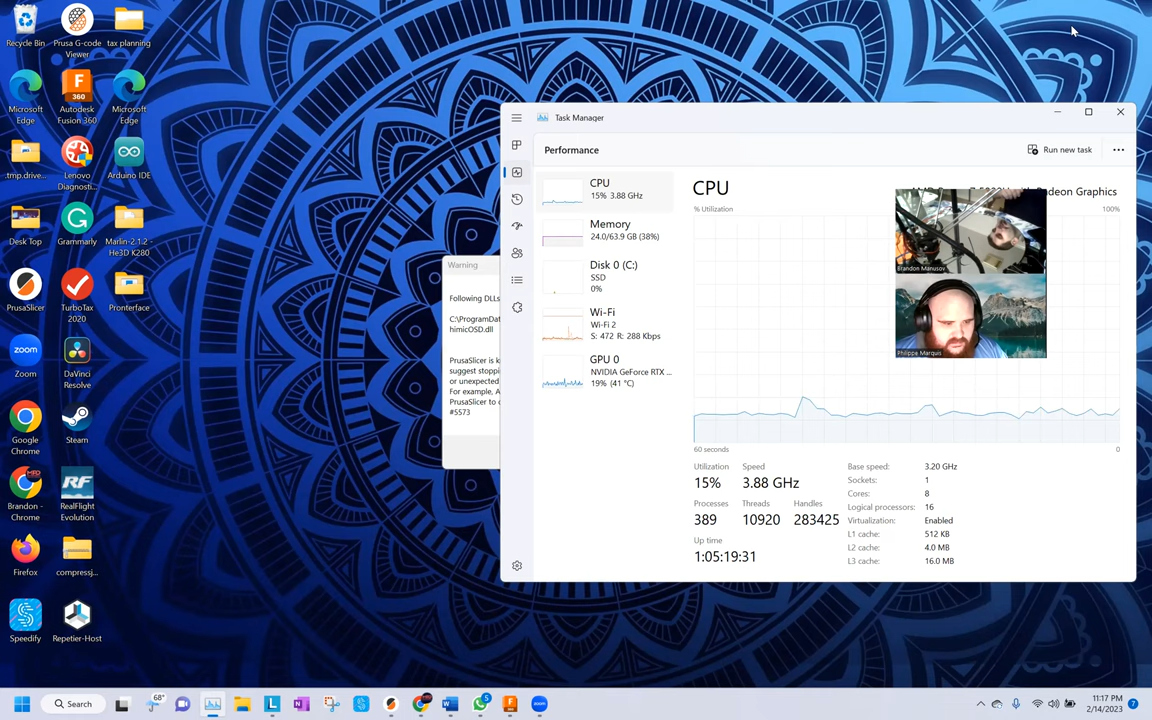 Recycle Bin
Prusa G-code
Viewer
tax planning
Microsoft
Edge
Autodesk
Fusion 360
Microsoft
Edge
F
360
.tmp.drive...
Lenovo
Diagnosti...
Arduino IDE
Desk Top
Grammarly
Marlin-2.1.2 -
He3D K280
PrusaSlicer
TurboTax
2020
Pronterface
zoom
Zoom
DaVinci
Resolve
Google
Chrome
Steam
Brandon -
Chrome
RF
RealFlight
Evolution
Firefox
compressj...
Speedify
Repetier-Host
Warning
Following DLLs
C:\ProgramDat
himicOSD.dll
PrusaSlicer is k
suggest stoppi
or unexpected
For example, A
PrusaSlicer to c
#5573
Task Manager
Performance
Run new task
CPU
15% 3.88 GHz
Memory
24.0/63.9 GB (38%)
Disk 0 (C:)
SSD
0%
Wi-Fi
Wi-Fi 2
S: 472 R: 288 Kbps
GPU 0
NVIDIA GeForce RTX ...
19% (41 °C)
CPU
Graphics
% Utilization
100%
Brandon Manusov
Philippe Marquis
60 seconds
0
Utilization
Speed
15%
3.88 GHz
Processes
Threads
Handles
389
10920
283425
Up time
1:05:19:31
Base speed: 3.20 GHz
Sockets: 1
Cores: 8
Logical processors: 16
Virtualization: Enabled
L1 cache: 512 KB
L2 cache: 4.0 MB
L3 cache: 16.0 MB
Search
68°
5
zoom
11:17 PM
2/14/2023
7